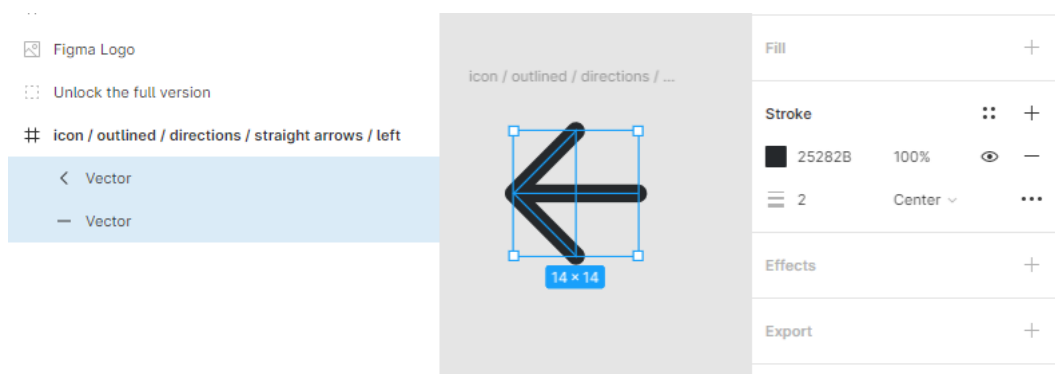 Figma Logo
Unlock the full version
icon / outlined / directions / straight arrows / left
Vector
Vector
icon / outlined / directions / ...
14 × 14
Fill
Stroke
25282B 100%
2 Center
Effects
Export